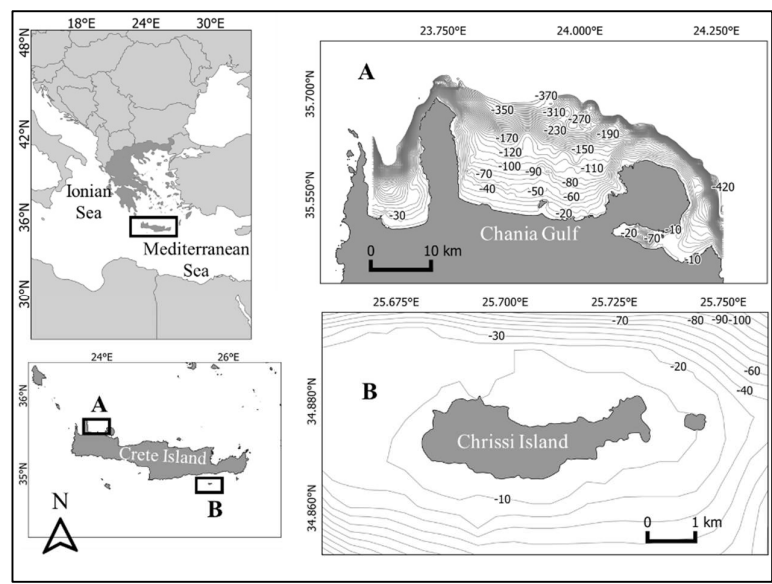 18°E 24°E 30°E
48°N
42°N
36°N
30°N
Ionian
Sea
Mediterranean
Sea
24°E 26°E
36°N
35°N
A
Crete Island
B
N
23.750°E 24.000°E 24.250°E
35.700°N
35.550°N
A
-370
-350 -310
-270
-230 -190
-170
-150
-120
-110
-100
-90
-70 -80
-40 -50 -60
-420
-30 -20
-20 -10
-70
-10
Chania Gulf
0 10 km
25.675°E 25.700°E 25.725°E 25.750°E
34.880°N
34.860°N
-70 -80 -90 -100
-30
-20
-60
-40
B
Chrissi Island
-10
0 1 km